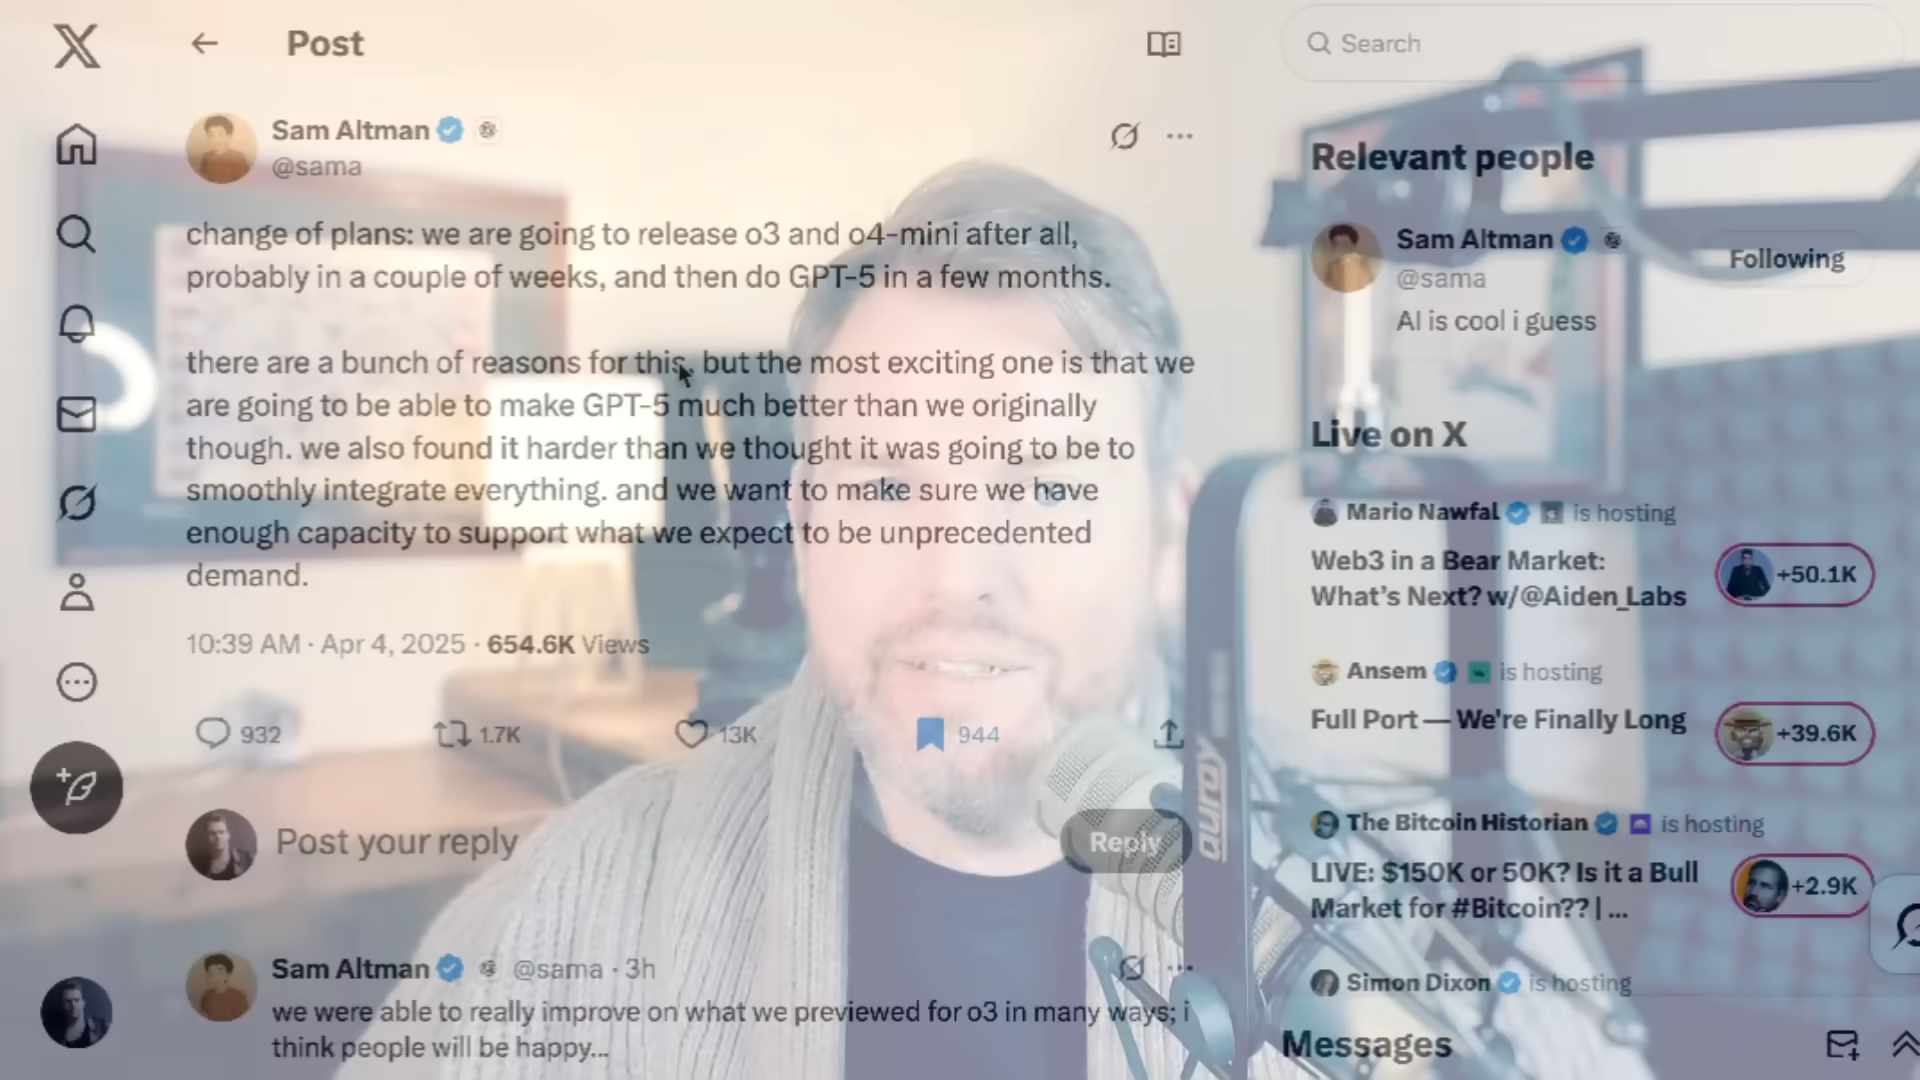 Post
Search
Sam Altman
@sama
change of plans: we are going to release o3 and o4-mini after all,
probably in a couple of weeks, and then do GPT-5 in a few months.
there are a bunch of reasons for this, but the most exciting one is that we
are going to be able to make GPT-5 much better than we originally
though. we also found it harder than we thought it was going to be to
smoothly integrate everything. and we want to make sure we have
enough capacity to support what we expect to be unprecedented
demand.
10:39 AM · Apr 4, 2025 · 654.6K Views
932
1.7K
13K
944
Post your reply
Reply
Sam Altman @sama · 3h
we were able to really improve on what we previewed for o3 in many ways; i
think people will be happy...
Relevant people
Sam Altman
@sama
Following
AI is cool i guess
Live on X
Mario Nawfal is hosting
Web3 in a Bear Market:
What's Next? w/@Aiden_Labs
+50.1K
Ansem is hosting
Full Port — We're Finally Long
+39.6K
The Bitcoin Historian is hosting
LIVE: $150K or 50K? Is it a Bull
Market for #Bitcoin?? | ...
+2.9K
Simon Dixon is hosting
Messages
auray